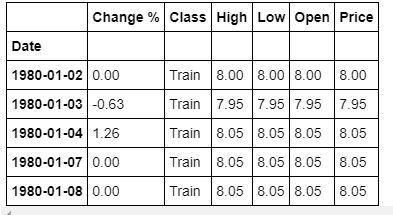 Change % Class High Low Open Price
Date
1980-01-02 0.00 Train 8.00 8.00 8.00 8.00
1980-01-03 -0.63 Train 7.95 7.95 7.95 7.95
1980-01-04 1.26 Train 8.05 8.05 8.05 8.05
1980-01-07 0.00 Train 8.05 8.05 8.05 8.05
1980-01-08 0.00 Train 8.05 8.05 8.05 8.05